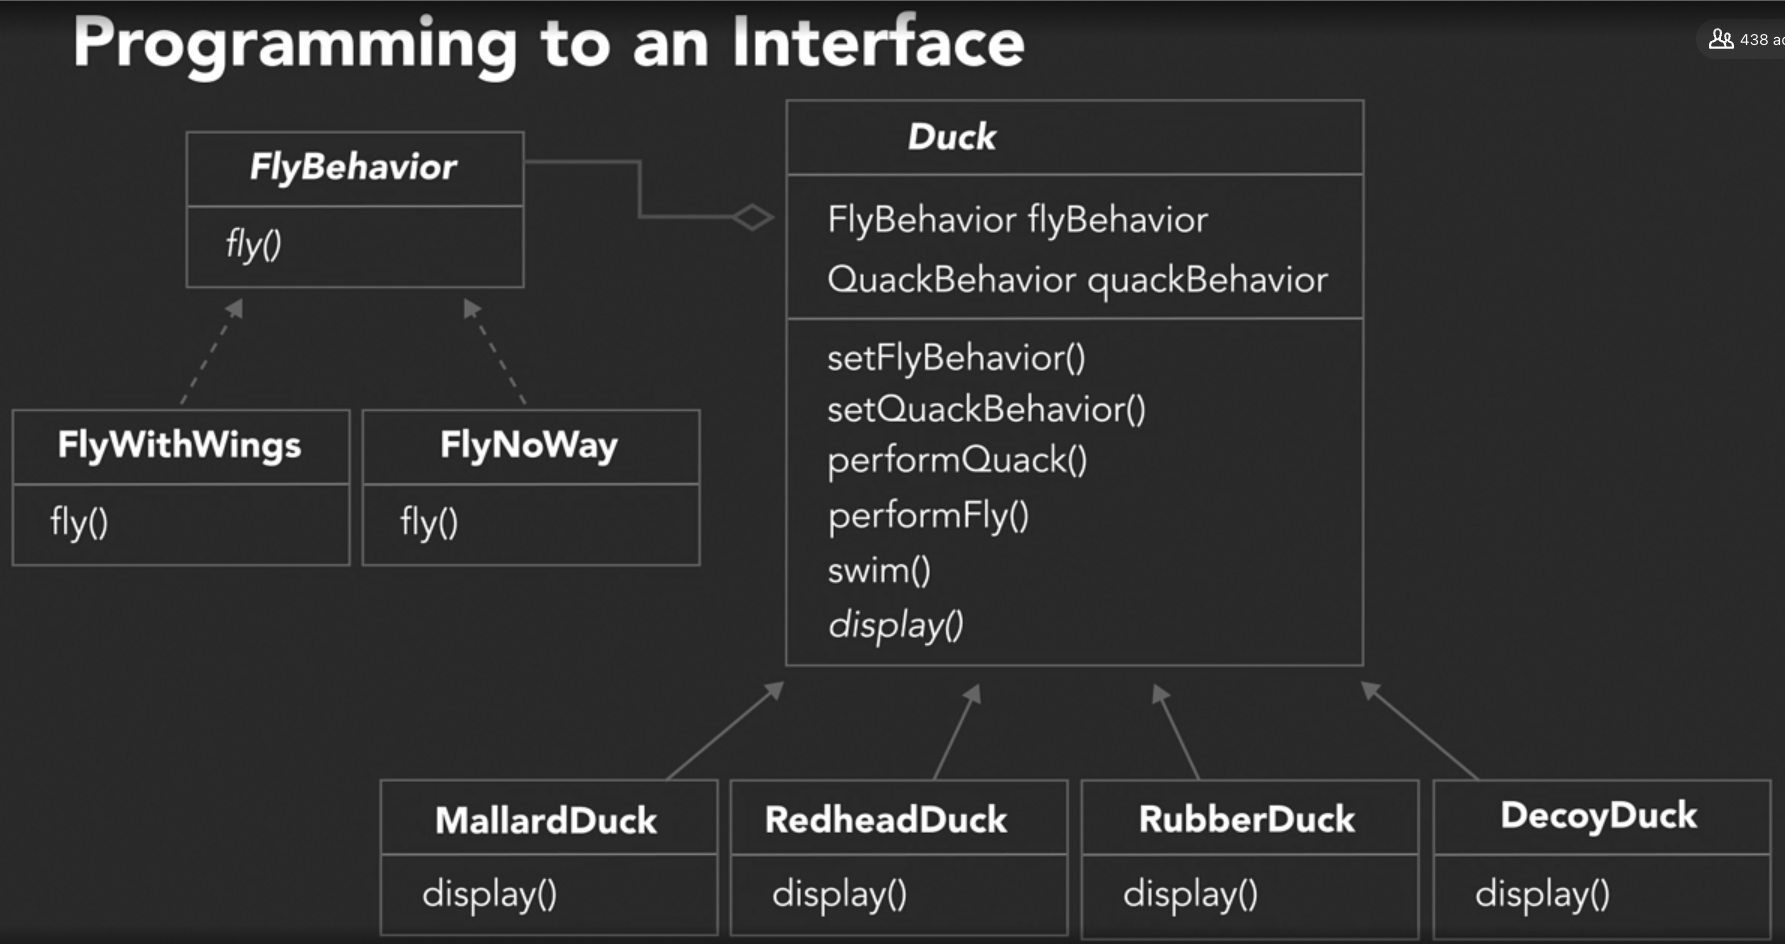 Programming to an Interface
438
FlyBehavior
fly()
FlyWithWings
fly()
FlyNoWay
fly()
Duck
FlyBehavior flyBehavior
QuackBehavior quackBehavior
setFlyBehavior()
setQuackBehavior()
performQuack()
performFly()
swim()
display()
MallardDuck
display()
RedheadDuck
display()
RubberDuck
display()
DecoyDuck
display()